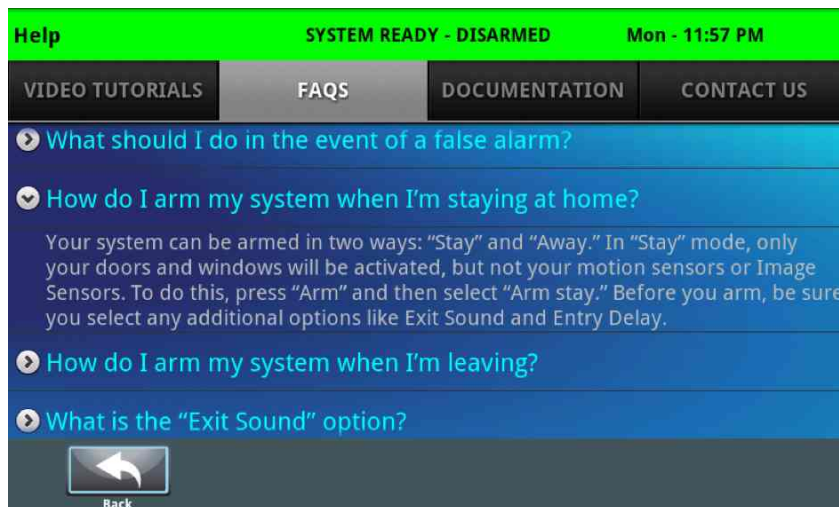 Help SYSTEM READY - DISARMED Mon - 11:57 PM
VIDEO TUTORIALS FAQS DOCUMENTATION CONTACT US
What should I do in the event of a false alarm?
How do I arm my system when I'm staying at home?
Your system can be armed in two ways: “Stay” and “Away.” In “Stay” mode, only
your doors and windows will be activated, but not your motion sensors or Image
Sensors. To do this, press “Arm” and then select “Arm stay.” Before you arm, be sure
you select any additional options like Exit Sound and Entry Delay.
How do I arm my system when I'm leaving?
What is the “Exit Sound” option?
Back